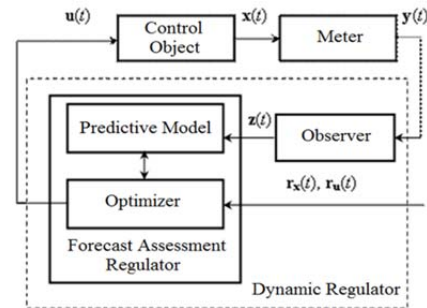 u(t)
x(t)
y(t)
Control
Object
Meter
Predictive Model
z(t)
Observer
Optimizer
rx(t), ru(t)
Forecast Assessment
Regulator
Dynamic Regulator